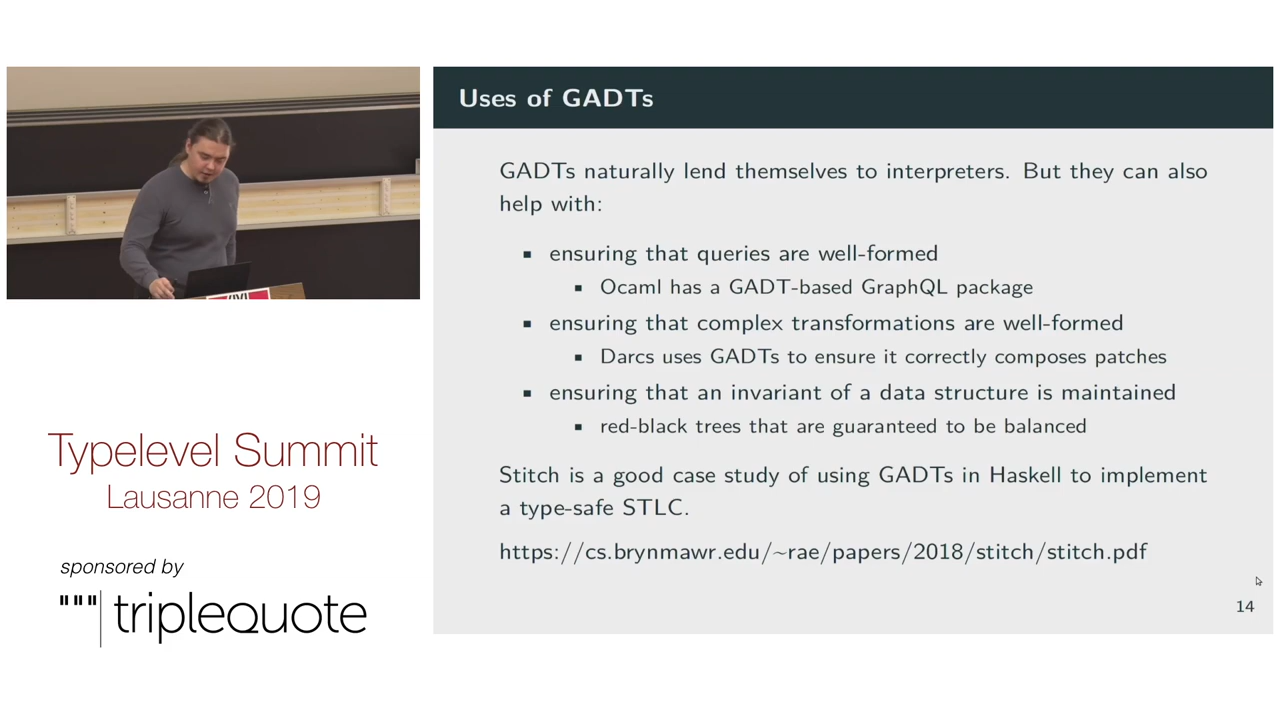 Uses of GADTs
GADTs naturally lend themselves to interpreters. But they can also
help with:
▪ ensuring that queries are well-formed
▪ Ocaml has a GADT-based GraphQL package
▪ ensuring that complex transformations are well-formed
▪ Darcs uses GADTs to ensure it correctly composes patches
▪ ensuring that an invariant of a data structure is maintained
▪ red-black trees that are guaranteed to be balanced
Stitch is a good case study of using GADTs in Haskell to implement
a type-safe STLC.
https://cs.brynmawr.edu/~rae/papers/2018/stitch/stitch.pdf
14
Typelevel Summit
Lausanne 2019
sponsored by
"""|triplequote